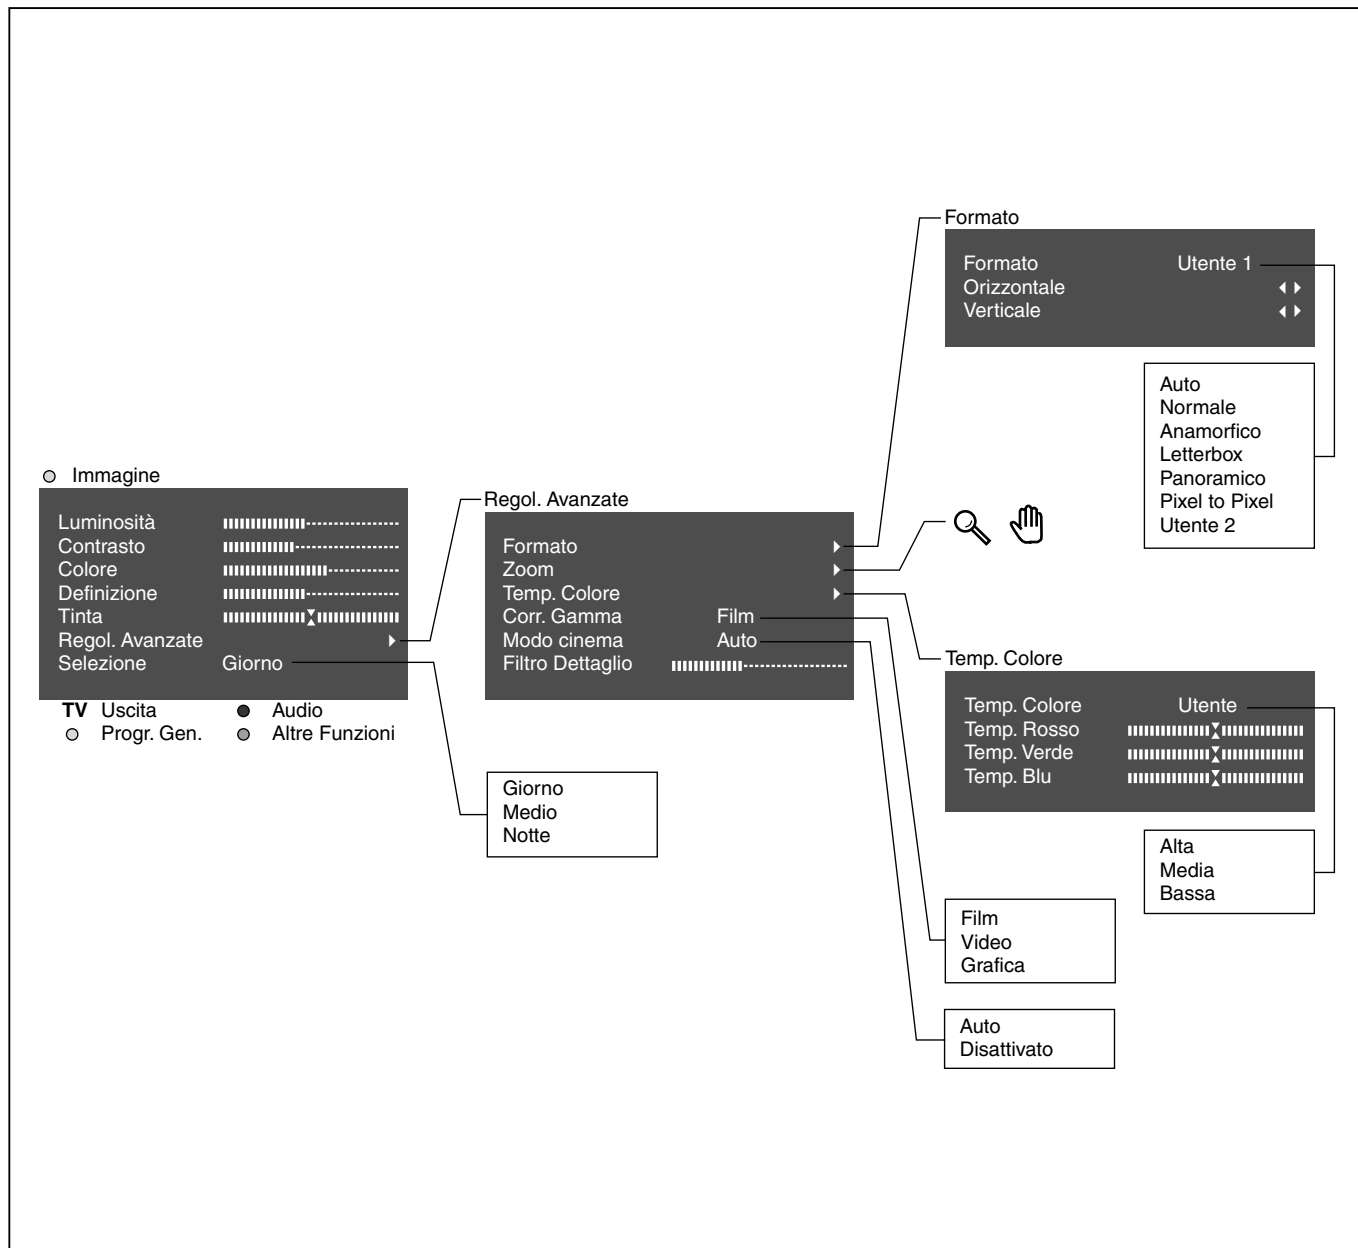 Immagine
Luminosità
Contrasto
Colore
Definizione
Tinta
Regol. Avanzate
Selezione Giorno
TV Uscita Audio
Progr. Gen. Altre Funzioni
Giorno
Medio
Notte
Regol. Avanzate
Formato
Zoom
Temp. Colore
Corr. Gamma Film
Modo cinema Auto
Filtro Dettaglio
Formato
Formato Utente 1
Orizzontale
Verticale
Auto
Normale
Anamorfico
Letterbox
Panoramico
Pixel to Pixel
Utente 2
Temp. Colore
Temp. Colore Utente
Temp. Rosso
Temp. Verde
Temp. Blu
Alta
Media
Bassa
Film
Video
Grafica
Auto
Disattivato